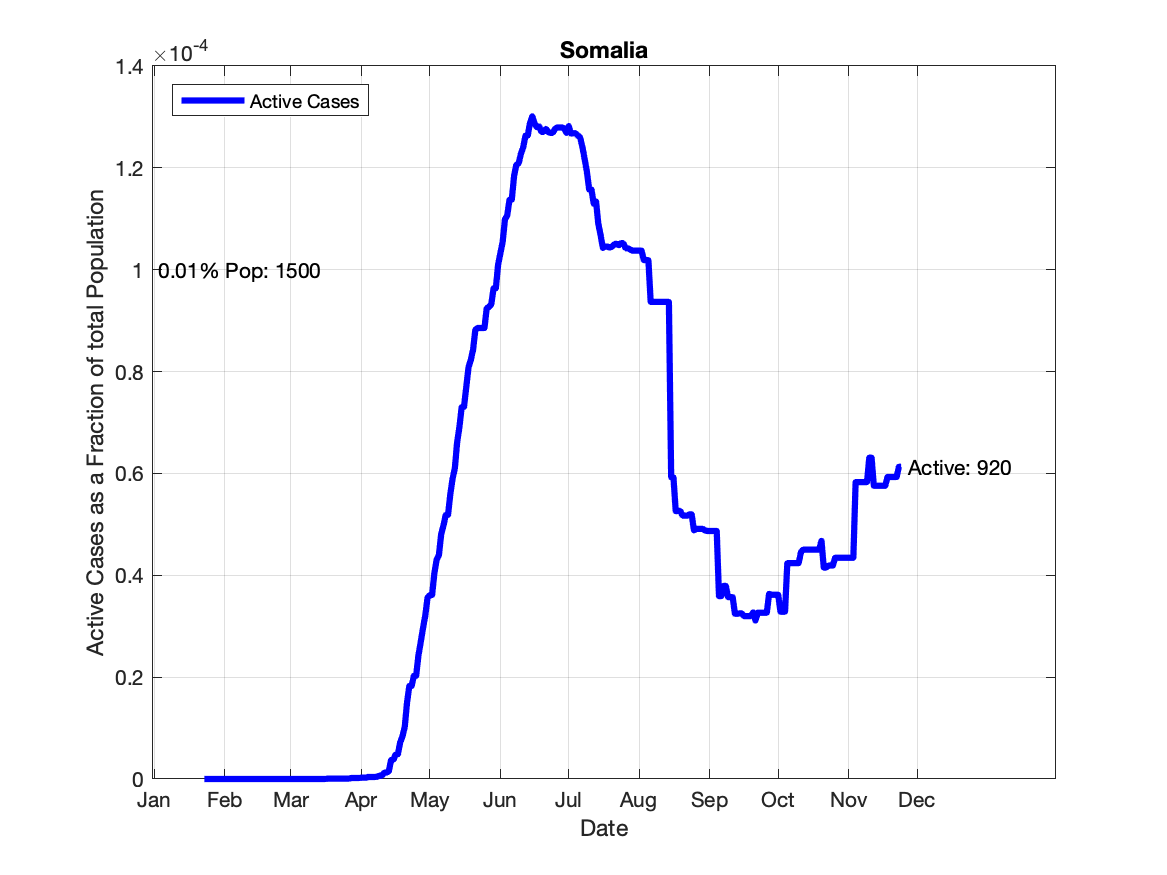 Somalia
×10-4
Active Cases
1.4
1.2
1
0.8
0.6
0.4
0.2
0
0.01% Pop: 1500
Active: 920
Active Cases as a Fraction of total Population
Jan Feb Mar Apr May Jun Jul Aug Sep Oct Nov Dec
Date